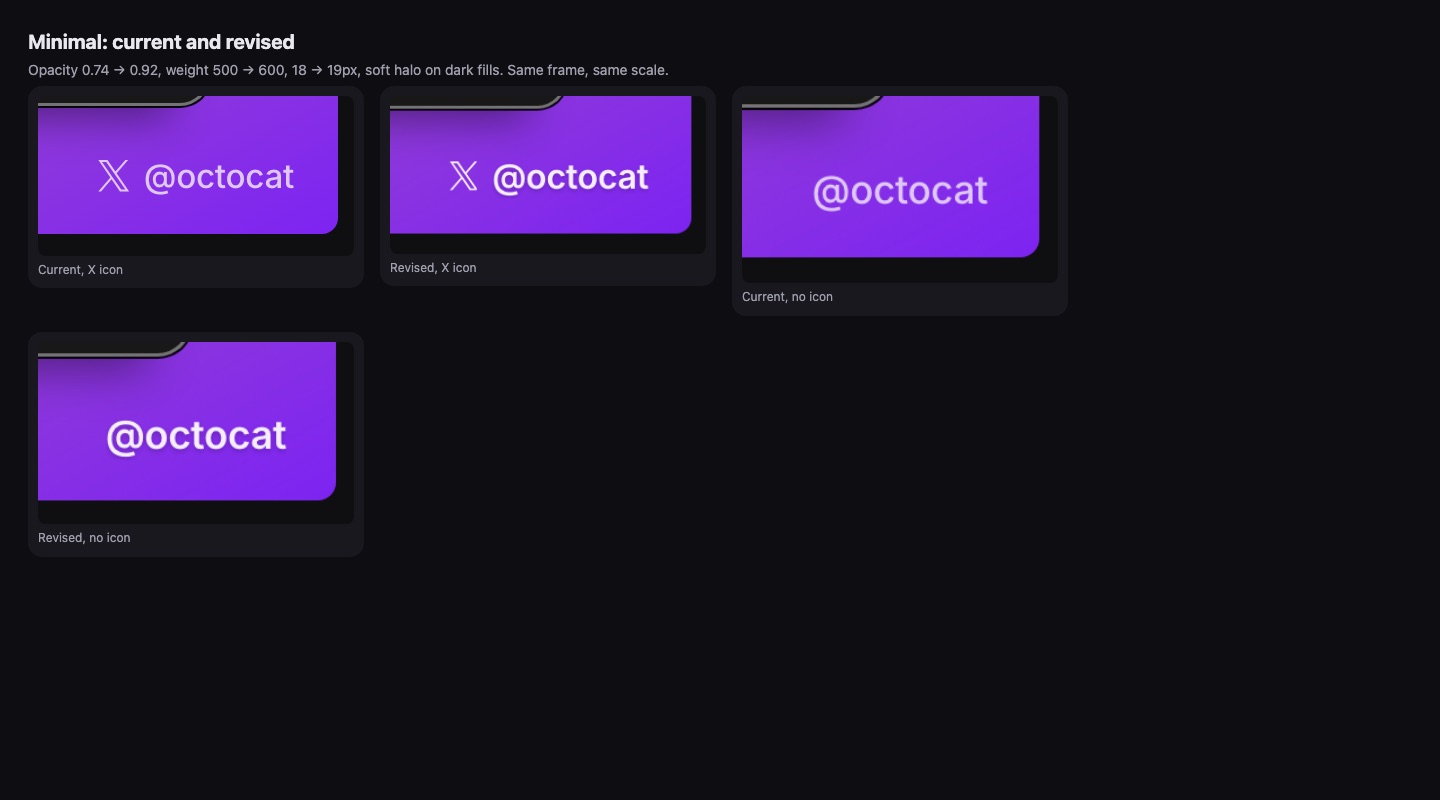 Minimal: current and revised
Opacity 0.74 → 0.92, weight 500 → 600, 18 → 19px, soft halo on dark fills. Same frame, same scale.
𝕏 @octocat
Current, X icon
𝕏 @octocat
Revised, X icon
@octocat
Current, no icon
@octocat
Revised, no icon